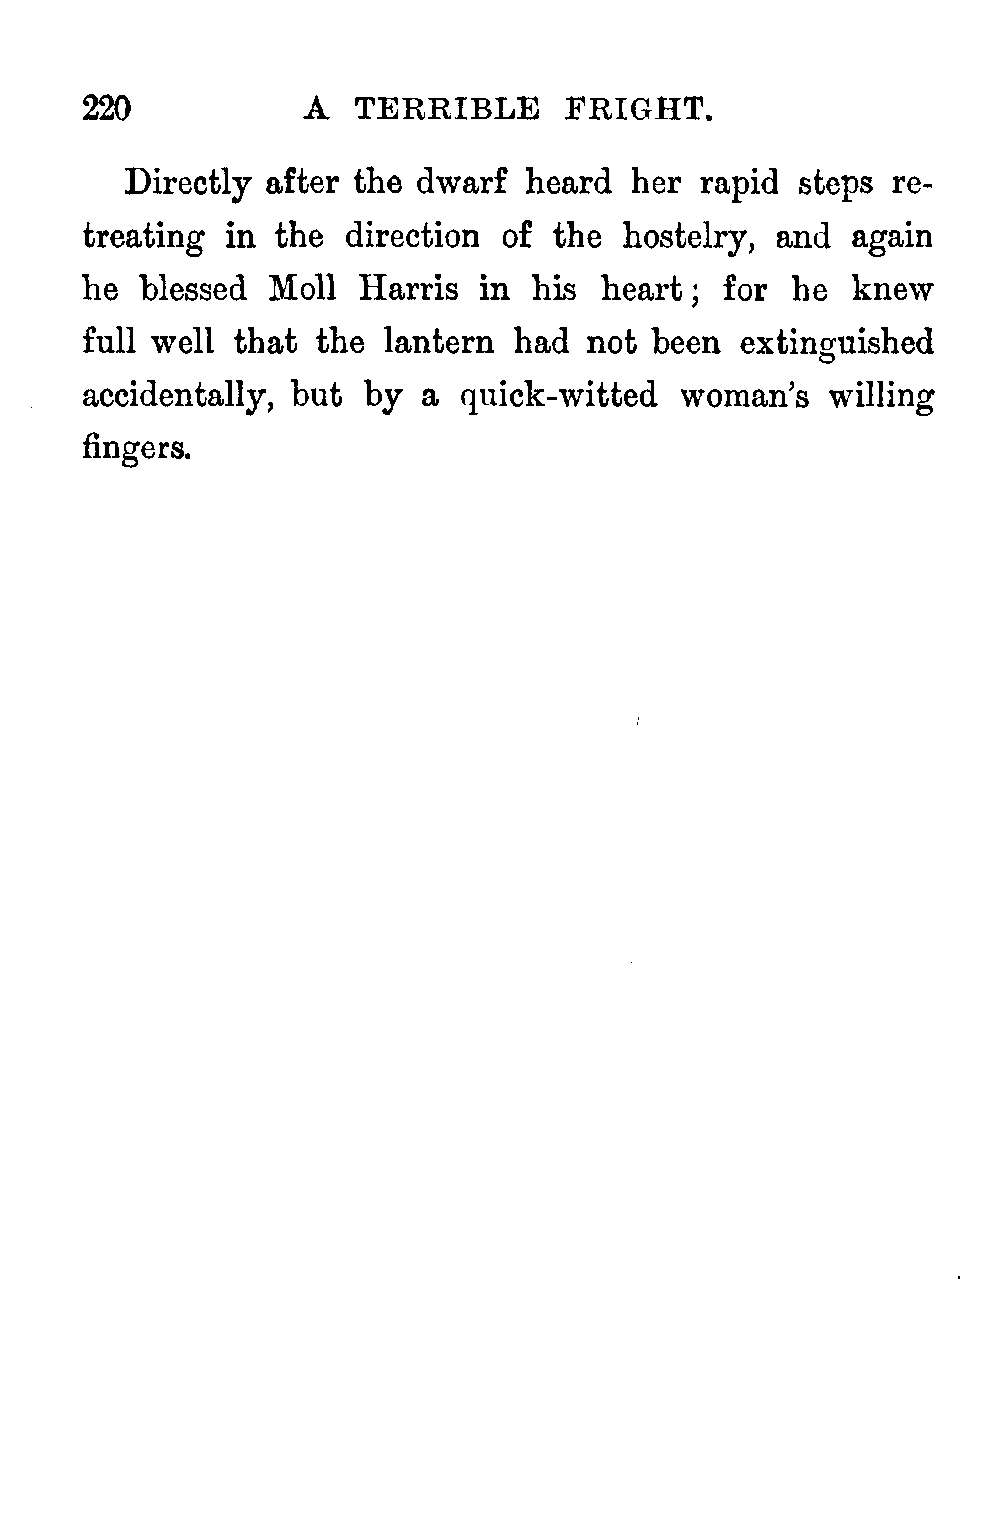 220 A TERRIBLE FRIGHT.
Directly after the dwarf heard her rapid steps re-
treating in the direction of the hostelry, and again
he blessed Moll Harris in his heart; for he knew
full well that the lantern had not been extinguished
accidentally, but by a quick-witted woman's willing
fingers.